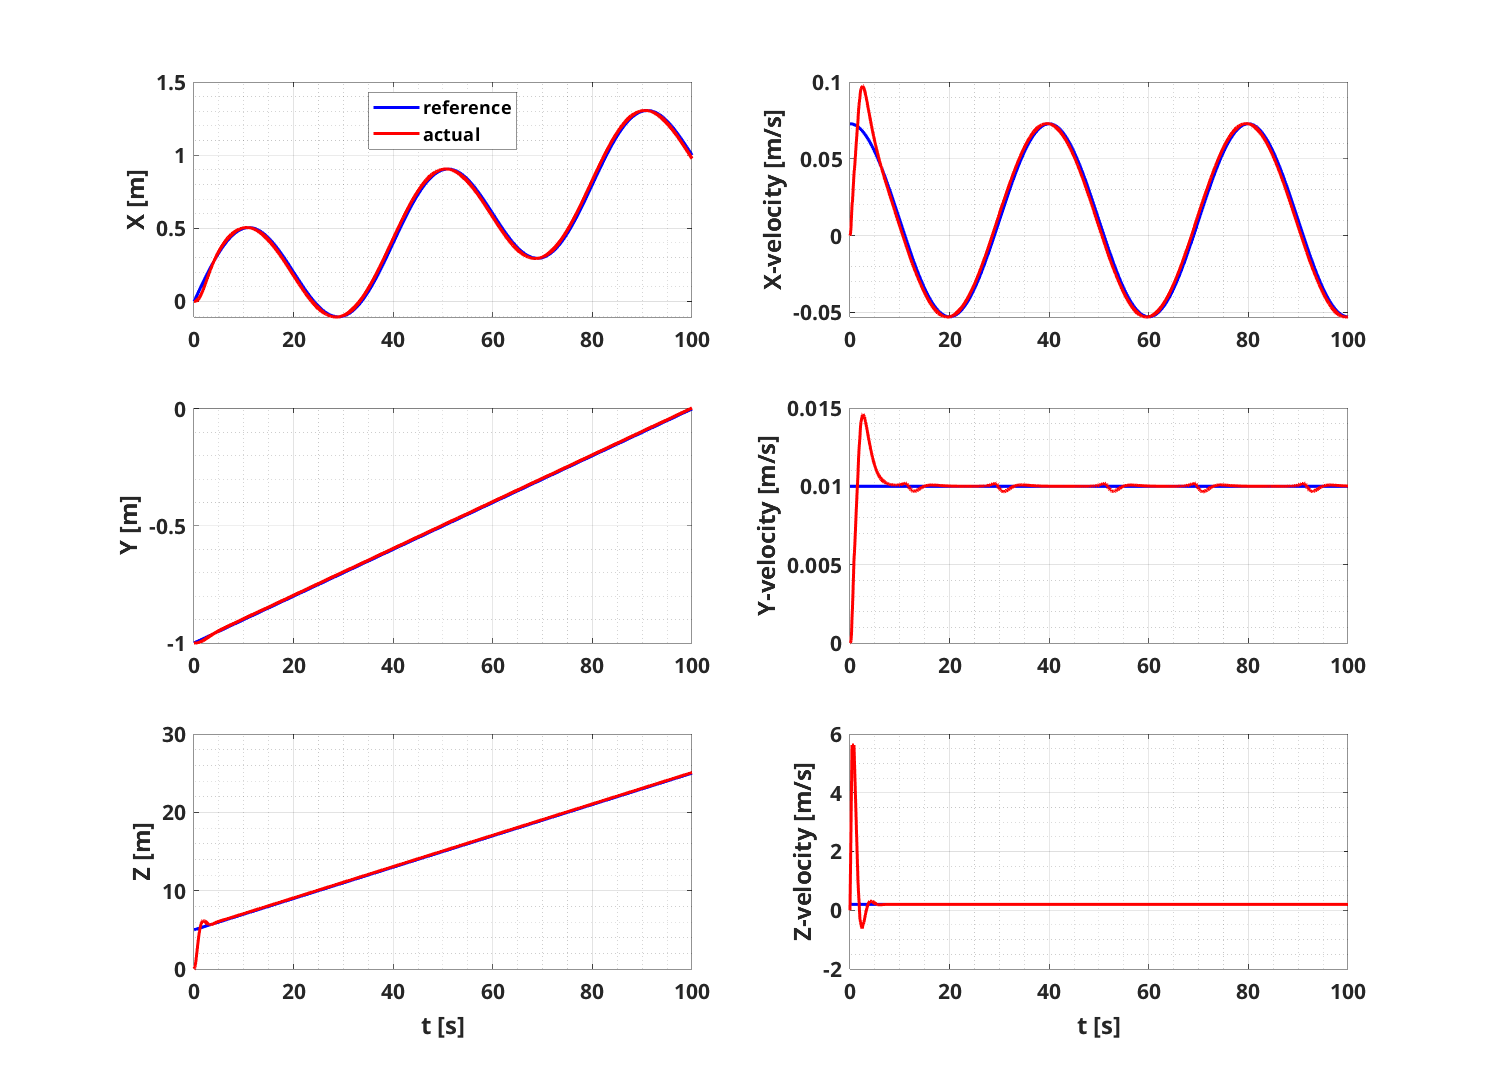 1.5
1
0.5
0
X [m]
reference
actual
0 20 40 60 80 100
0.1
0.05
0
-0.05
X-velocity [m/s]
0 20 40 60 80 100
0
-0.5
-1
Y [m]
0 20 40 60 80 100
0.015
0.01
0.005
0
Y-velocity [m/s]
0 20 40 60 80 100
30
20
10
0
Z [m]
0 20 40 60 80 100
t [s]
6
4
2
0
-2
Z-velocity [m/s]
0 20 40 60 80 100
t [s]